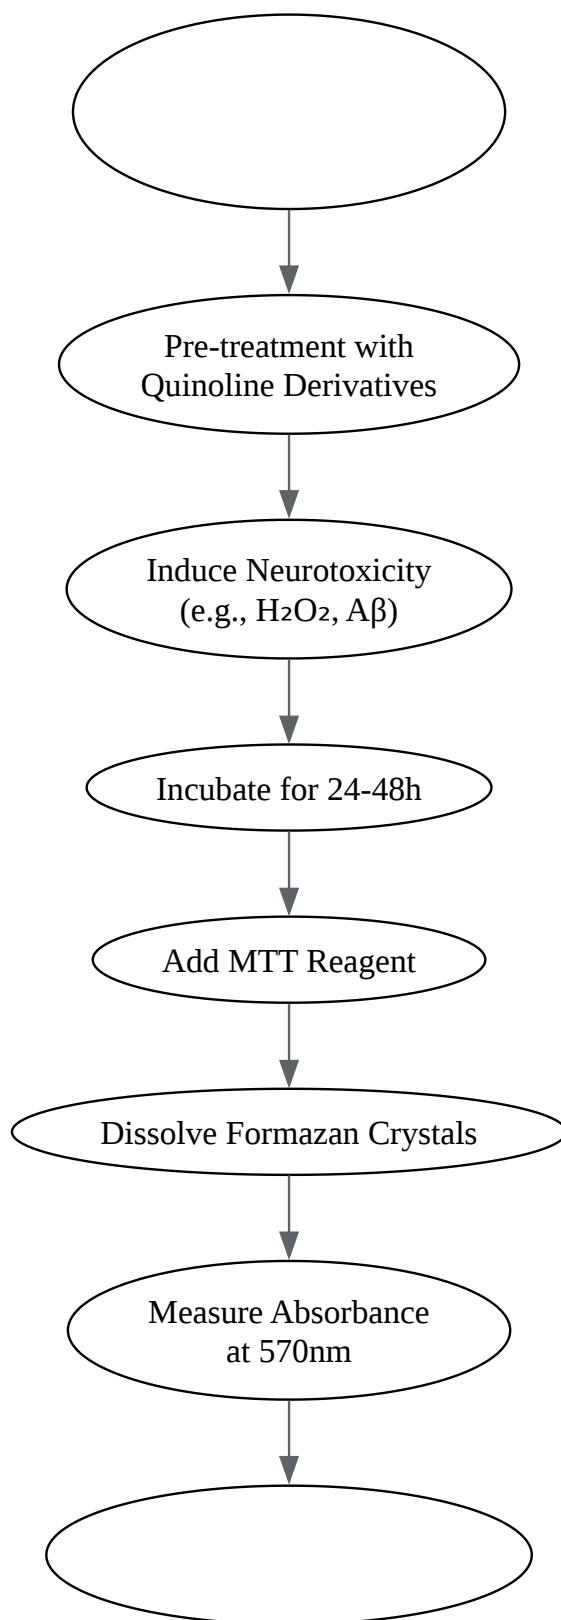 Pre-treatment with
Quinoline Derivatives
Induce Neurotoxicity
(e.g., H₂O₂, Aβ)
Incubate for 24-48h
Add MTT Reagent
Dissolve Formazan Crystals
Measure Absorbance
at 570nm